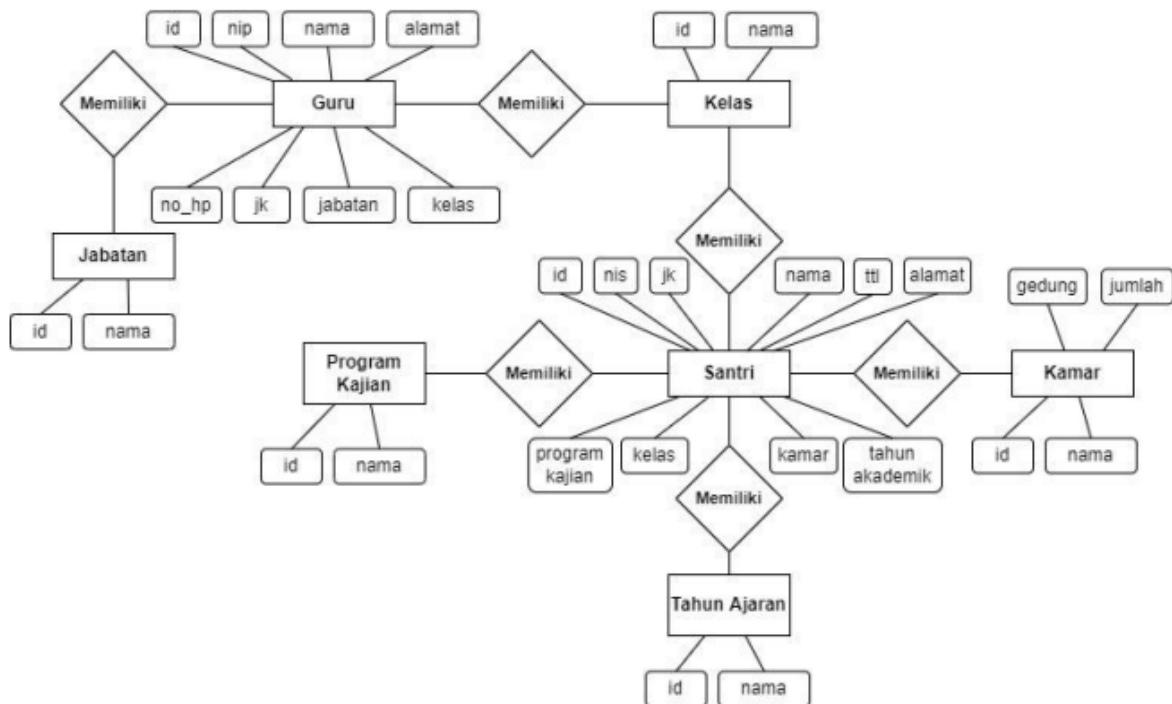 id
nip
nama
alamat
id
nama
Memiliki
Guru
Memiliki
Kelas
no_hp
jk
jabatan
kelas
Memiliki
Jabatan
id
nama
id
nis
jk
nama
ttl
alamat
gedung
jumlah
Program
Kajian
Memiliki
Santri
Memiliki
Kamar
id
nama
program
kajian
kelas
kamar
tahun
akademik
id
nama
Memiliki
Tahun Ajaran
id
nama